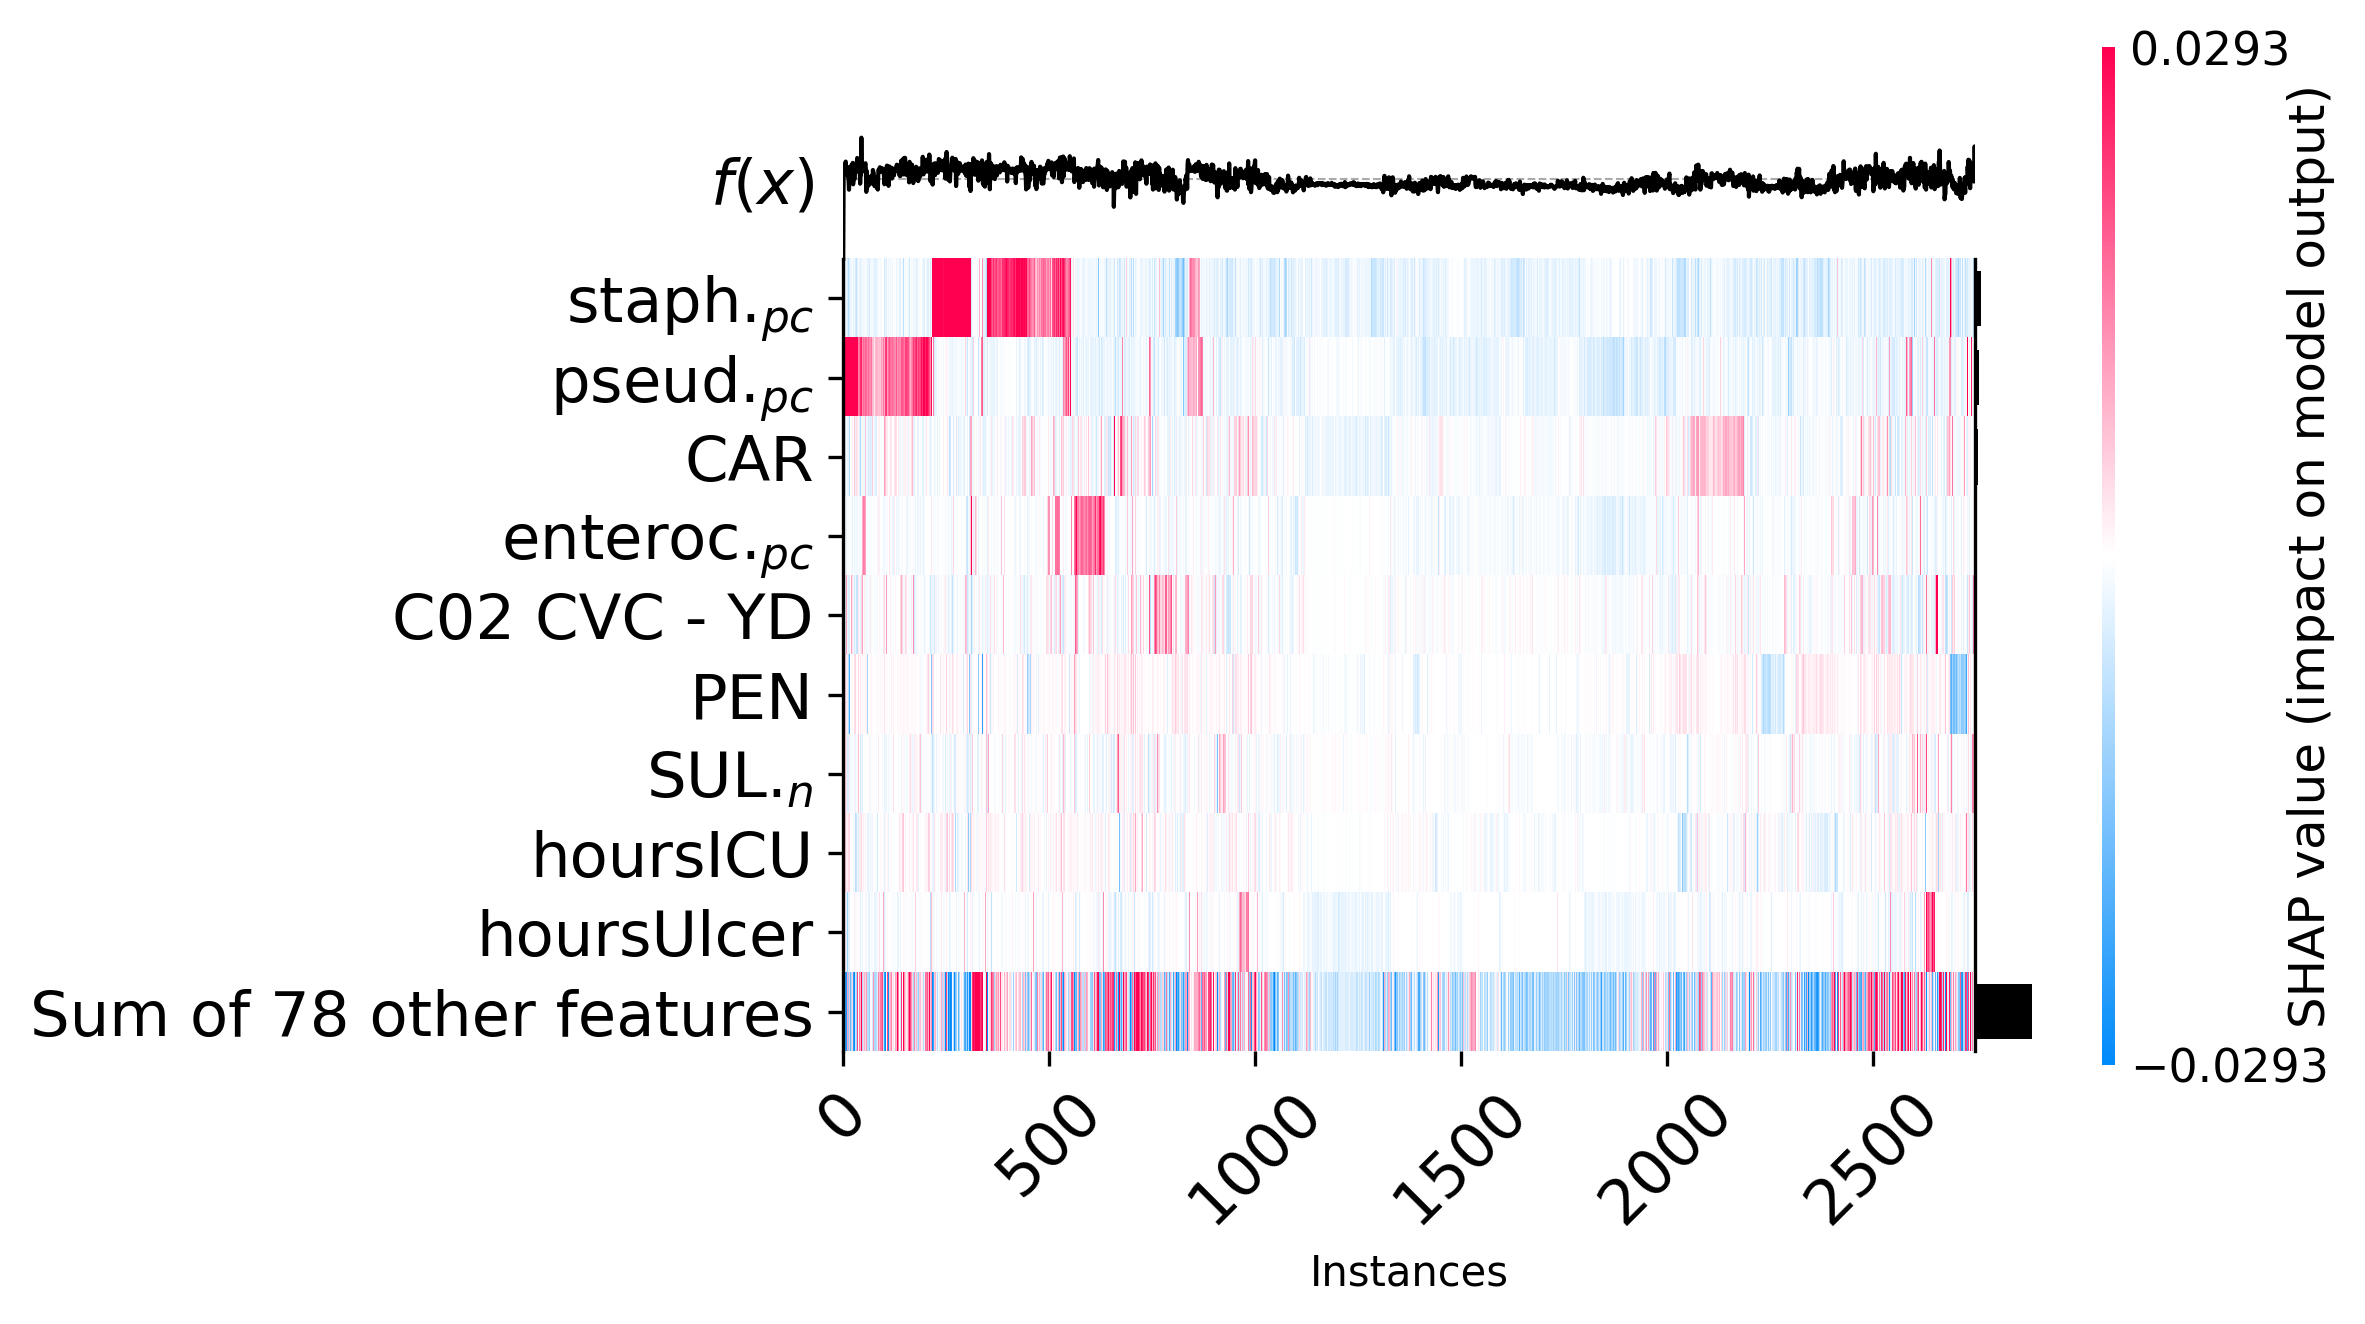 f(x)
staph.pc
pseud.pc
CAR
enteroc.pc
C02 CVC - YD
PEN
SUL.n
hoursICU
hoursUlcer
Sum of 78 other features
0
500
1000
1500
2000
2500
Instances
0.0293
−0.0293
SHAP value (impact on model output)